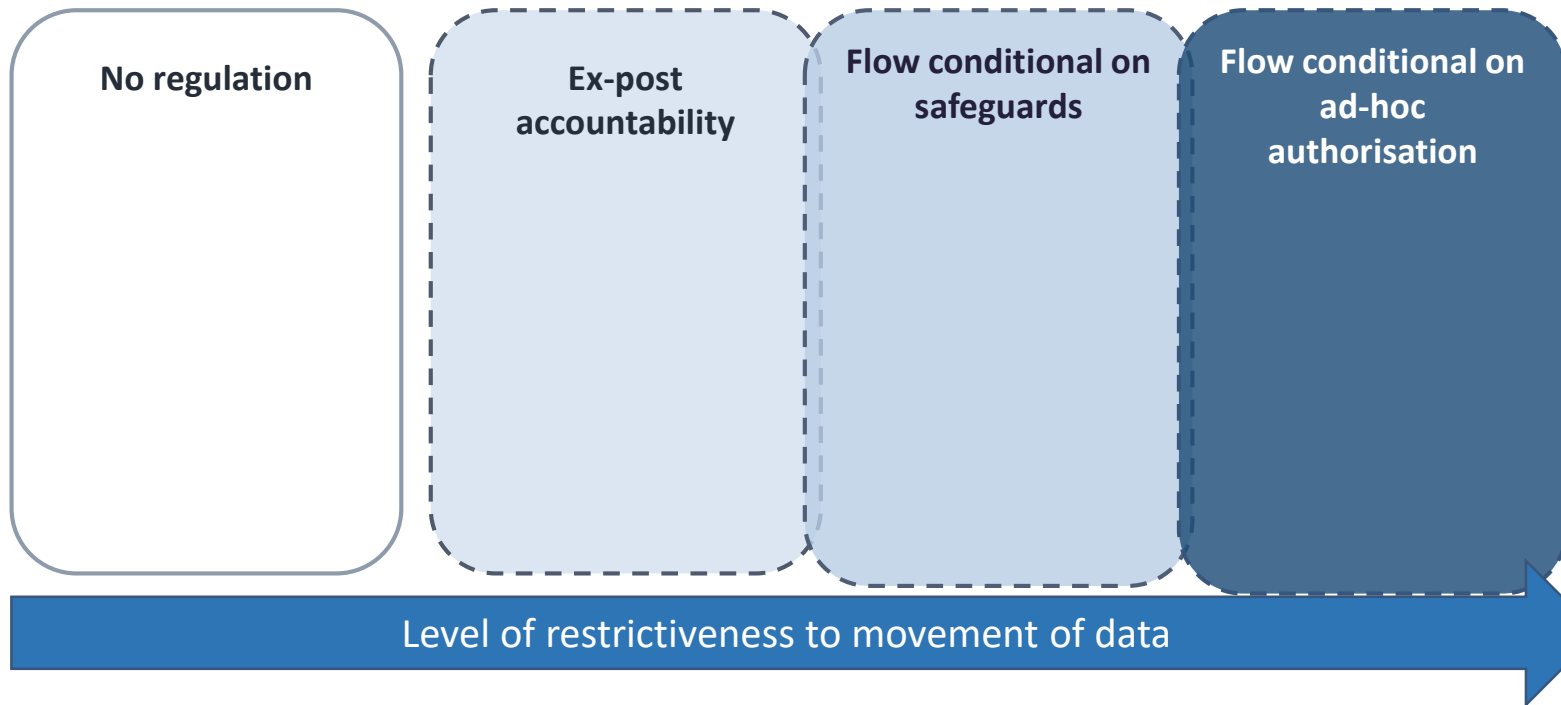 No regulation
Ex-post
accountability
Flow conditional on
safeguards
Flow conditional on
ad-hoc
authorisation
Level of restrictiveness to movement of data